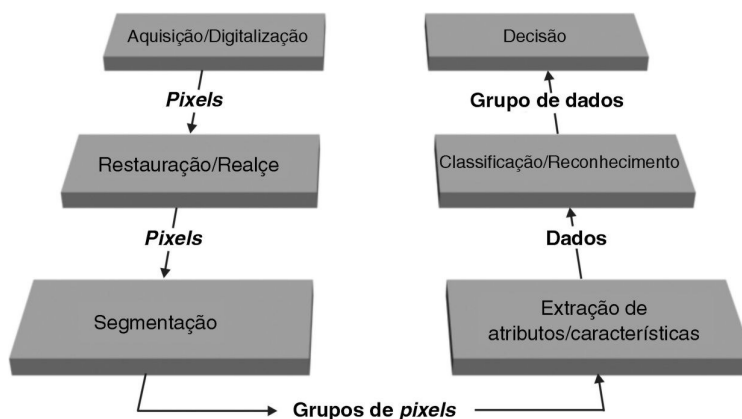 Aquisição/Digitalização
Pixels
Restauração/Realçe
Pixels
Segmentação
Grupos de pixels
Extração de
atributos/características
Dados
Classificação/Reconhecimento
Grupo de dados
Decisão